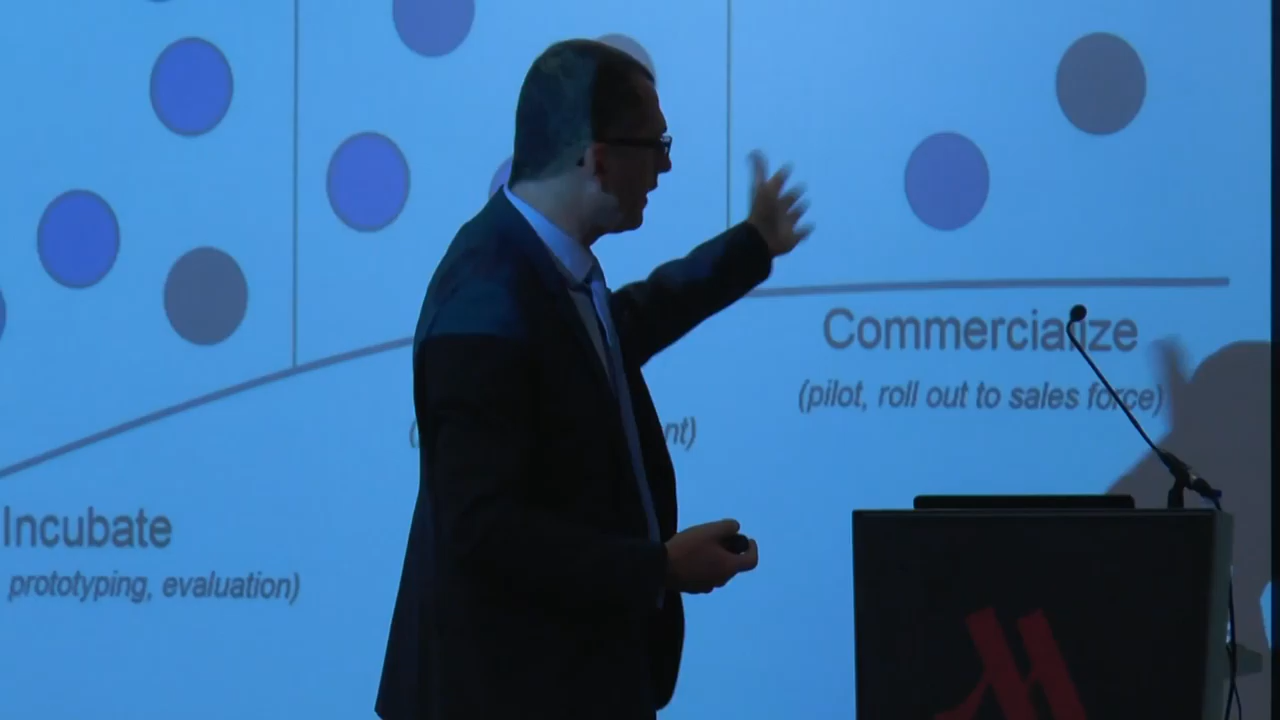 Commercialize
(pilot, roll out to sales force)
Incubate
prototyping, evaluation)